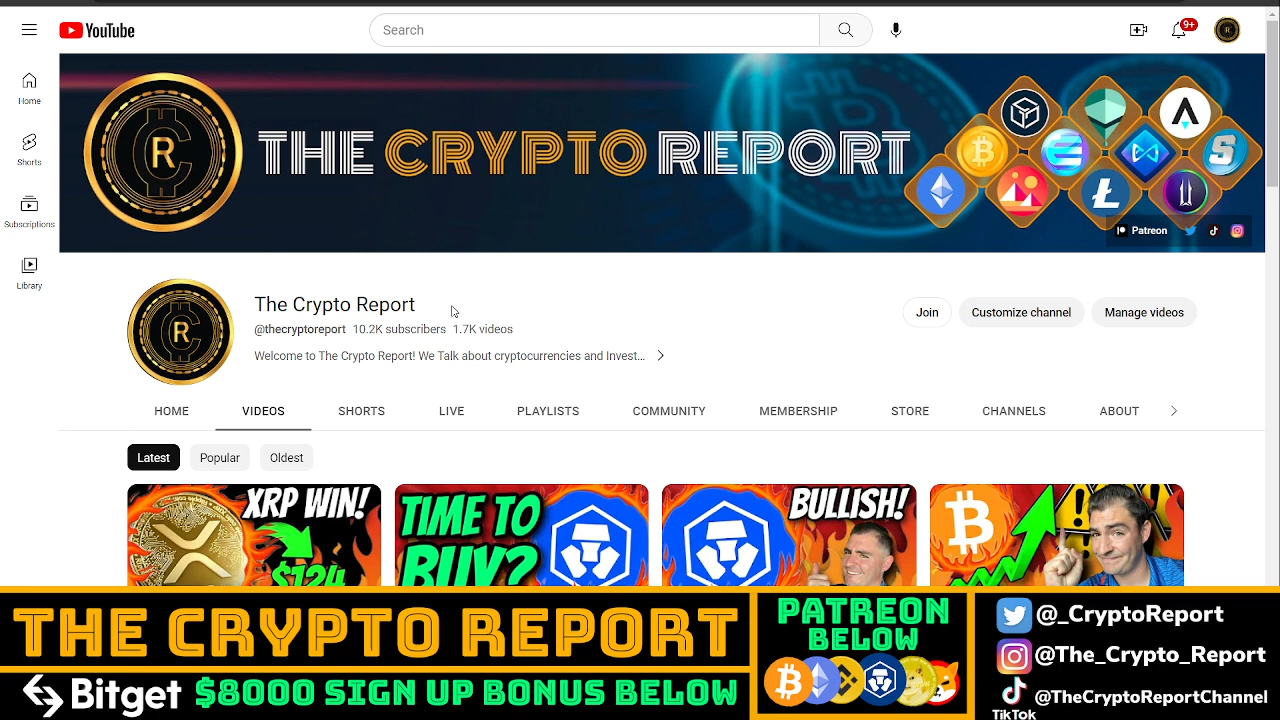 YouTube
Search
9+
Home
Shorts
Subscriptions
Library
R
THE CRYPTO REPORT
S
Patreon
R
The Crypto Report
@thecryptoreport 10.2K subscribers 1.7K videos
Welcome to The Crypto Report! We Talk about cryptocurrencies and Invest...
Join
Customize channel
Manage videos
HOME
VIDEOS
SHORTS
LIVE
PLAYLISTS
COMMUNITY
MEMBERSHIP
STORE
CHANNELS
ABOUT
Latest
Popular
Oldest
XRP WIN!
$124
TIME TO
BUY?
BULLISH!
THE CRYPTO REPORT
Bitget $8000 SIGN UP BONUS BELOW
PATREON
BELOW
@_CryptoReport
@The_Crypto_Report
@TheCryptoReportChannel
TikTok